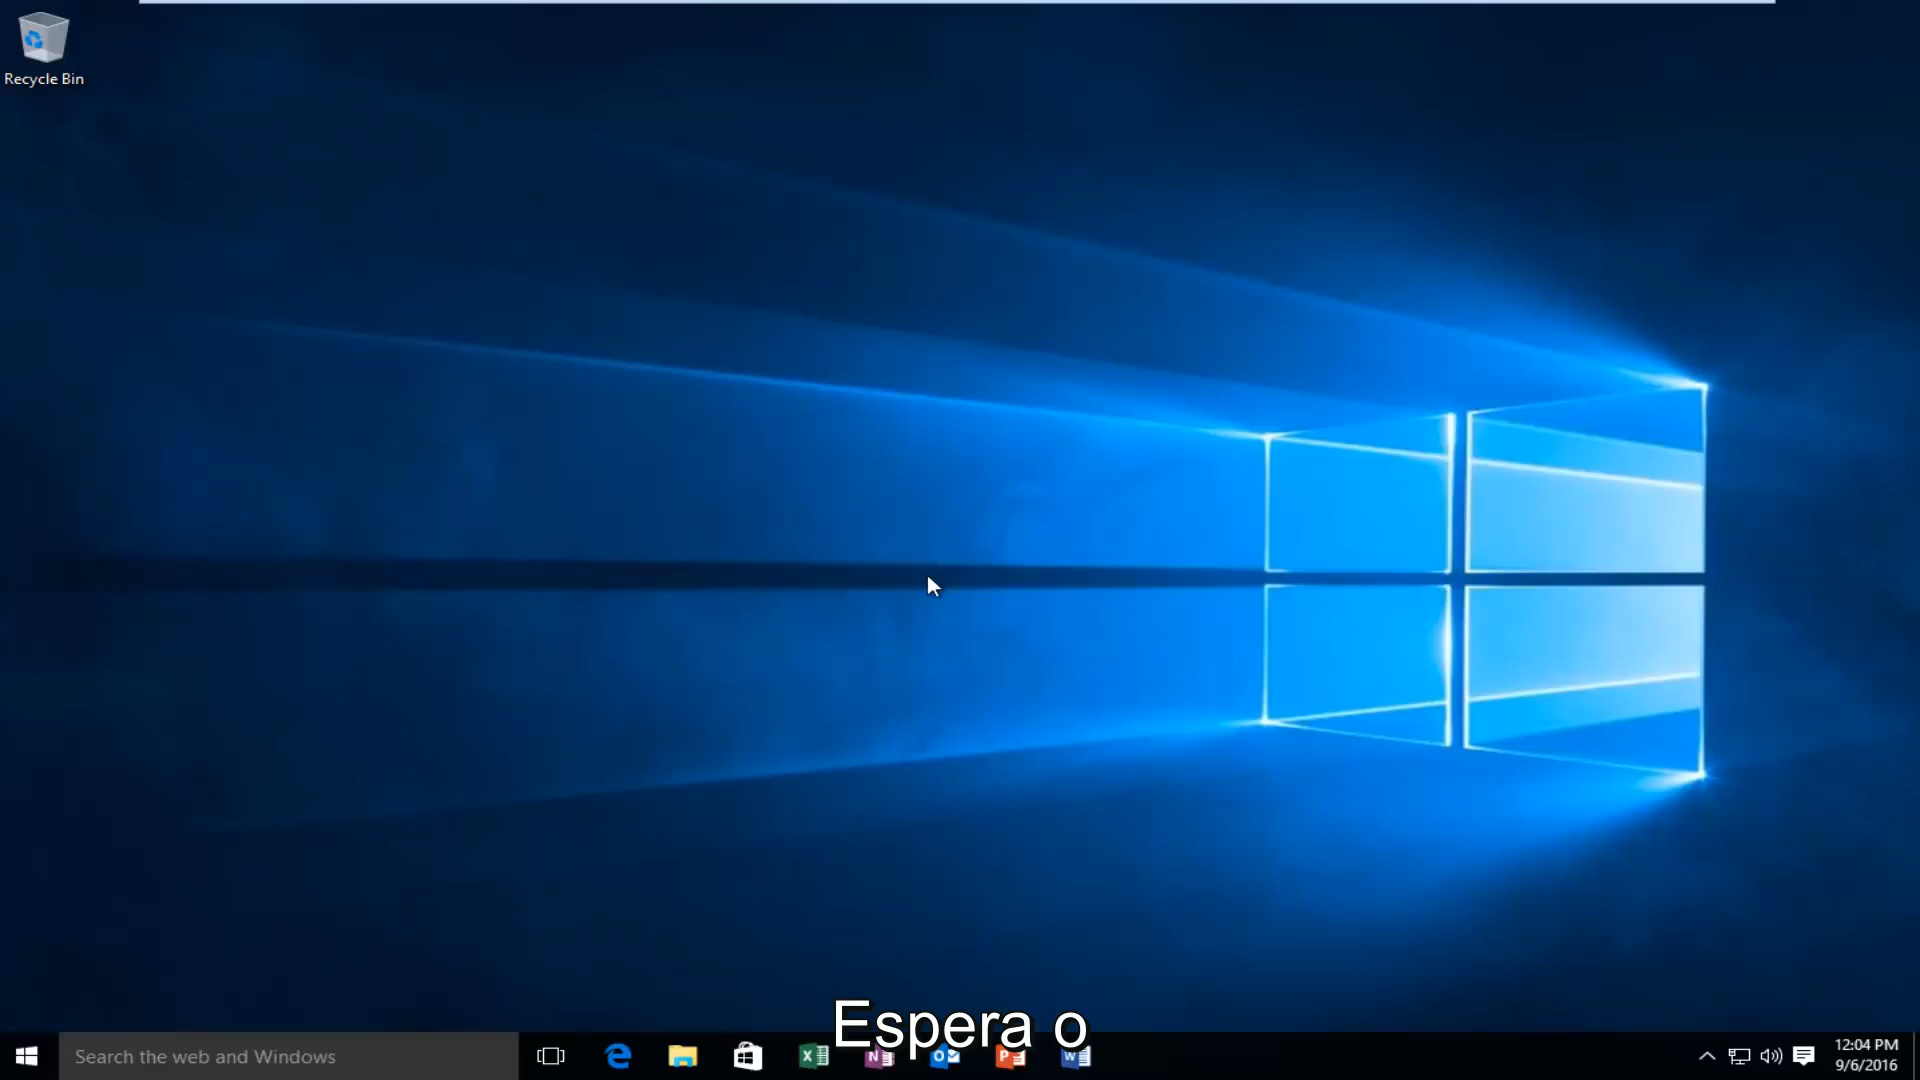 Recycle Bin
Espera o
Search the web and Windows
12:04 PM
9/6/2016